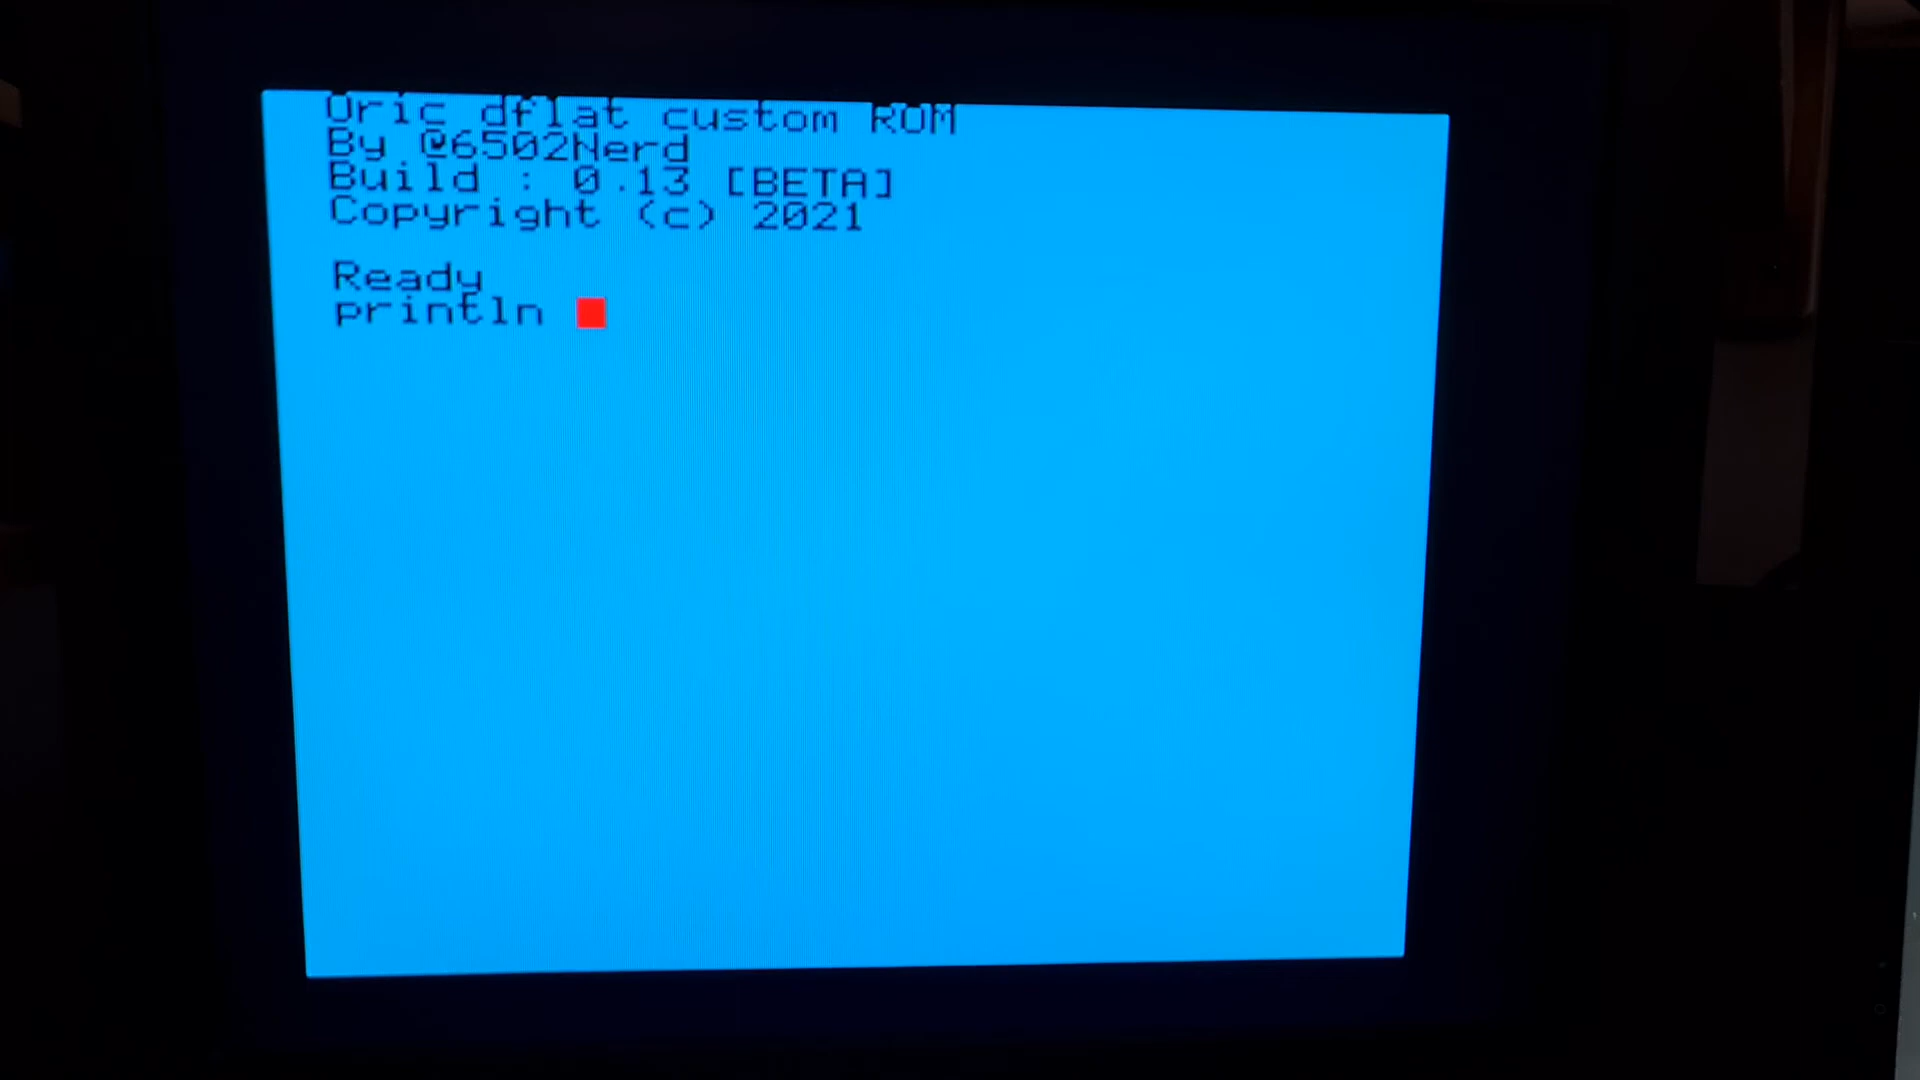 Oric dflat custom ROM
By @6502Nerd
Build : 0.13 [BETA]
Copyright (c) 2021
Ready
println